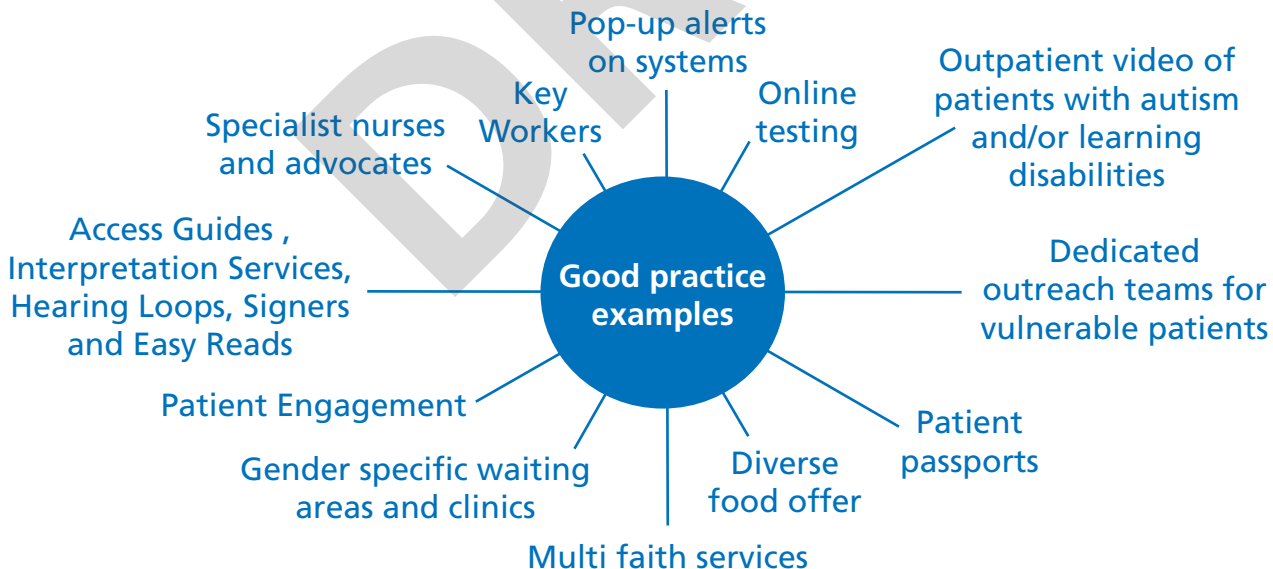 Pop-up alerts
on systems
Online
testing
Outpatient video of
patients with autism
and/or learning
disabilities
Dedicated
outreach teams for
vulnerable patients
Patient
passports
Diverse
food offer
Multi faith services
Gender specific waiting
areas and clinics
Patient Engagement
Access Guides ,
Interpretation Services,
Hearing Loops, Signers
and Easy Reads
Specialist nurses
and advocates
Key
Workers
Good practice
examples